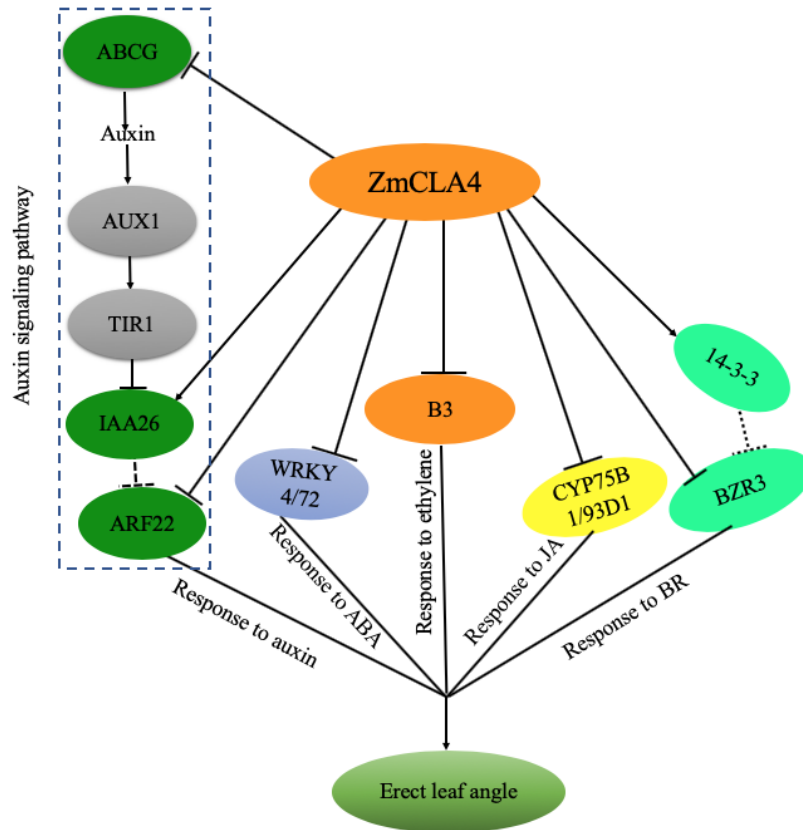 ABCG
Auxin
AUX1
TIR1
IAA26
ARF22
Auxin signaling pathway
ZmCLA4
WRKY
4/72
B3
CYP75B
1/93D1
14-3-3
BZR3
Response to auxin
Response to ABA
Response to ethylene
Response to JA
Response to BR
Erect leaf angle